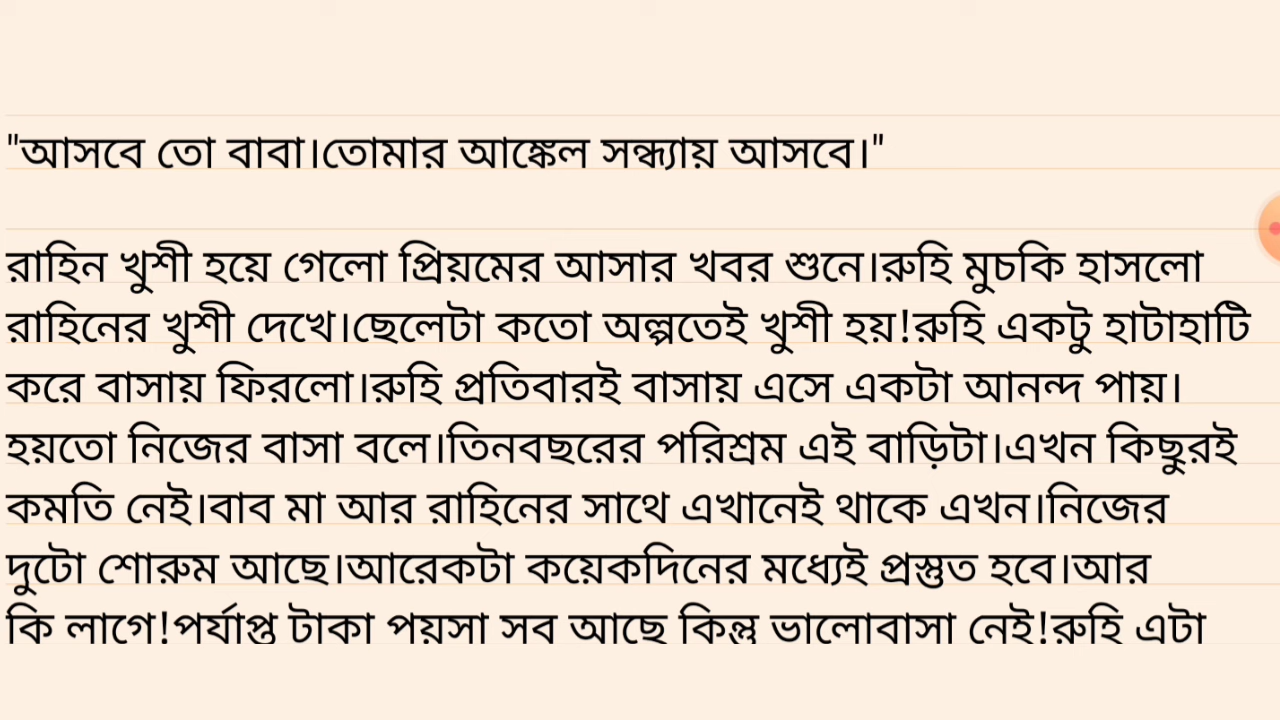 "আসবে তো বাবা।তোমার আঙ্কেল সন্ধ্যায় আসবে।"
রাহিন খুশী হয়ে গেলো প্রিয়মের আসার খবর শুনে।রুহি মুচকি হাসলো
রাহিনের খুশী দেখে।ছেলেটা কতো অল্পতেই খুশী হয়!রুহি একটু হাটাহাটি
করে বাসায় ফিরলো।রুহি প্রতিবারই বাসায় এসে একটা আনন্দ পায়।
হয়তো নিজের বাসা বলে।তিনবছরের পরিশ্রম এই বাড়িটা।এখন কিছুরই
কমতি নেই।বাব মা আর রাহিনের সাথে এখানেই থাকে এখন।নিজের
দুটো শোরুম আছে।আরেকটা কয়েকদিনের মধ্যেই প্রস্তুত হবে।আর
কি লাগে!পর্যাপ্ত টাকা পয়সা সব আছে কিন্তু ভালোবাসা নেই!রুহি এটা